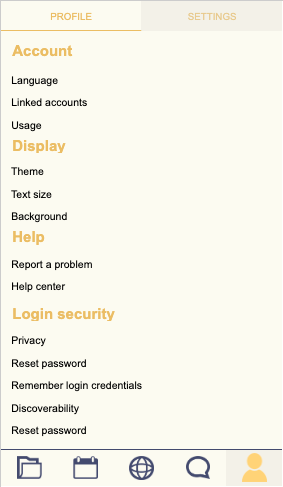 PROFILE SETTINGS
Account
Language
Linked accounts
Usage
Display
Theme
Text size
Background
Help
Report a problem
Help center
Login security
Privacy
Reset password
Remember login credentials
Discoverability
Reset password